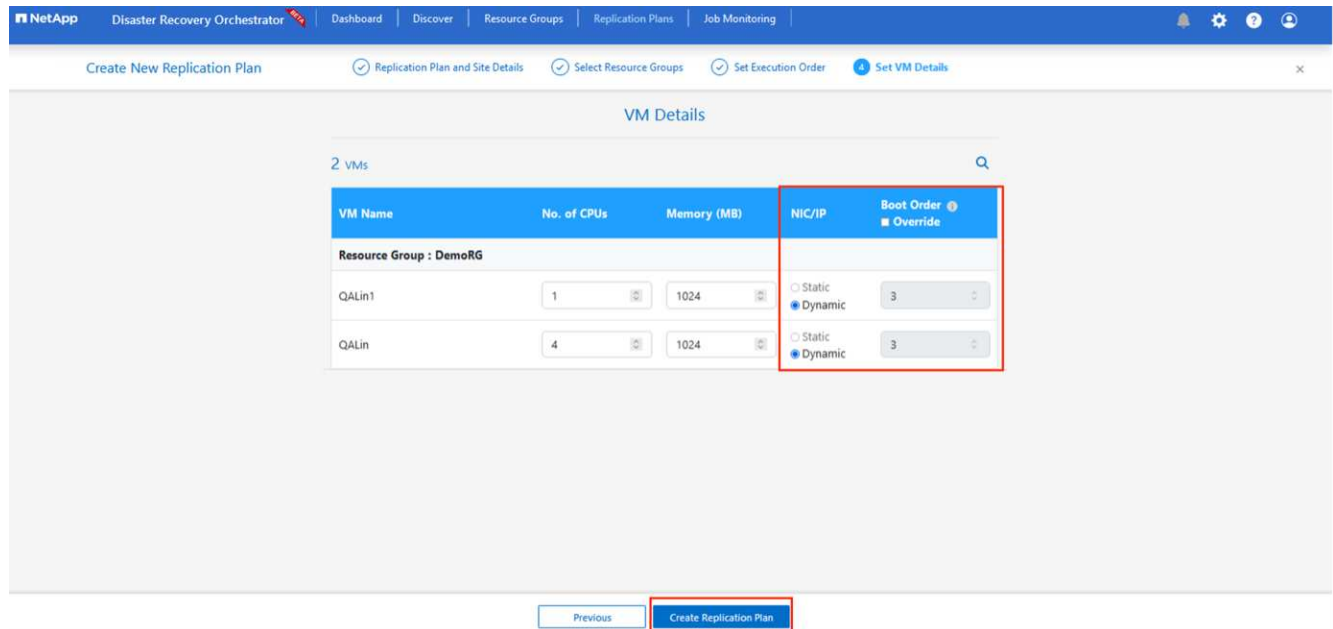 NetApp Disaster Recovery Orchestrator BETA Dashboard Discover Resource Groups Replication Plans Job Monitoring
Create New Replication Plan Replication Plan and Site Details Select Resource Groups Set Execution Order 4 Set VM Details
VM Details
2 VMs
VM Name No. of CPUs Memory (MB) NIC/IP Boot Order Override
Resource Group : DemoRG
QALin1 1 1024 Static Dynamic 3
QALin 4 1024 Static Dynamic 3
Previous Create Replication Plan